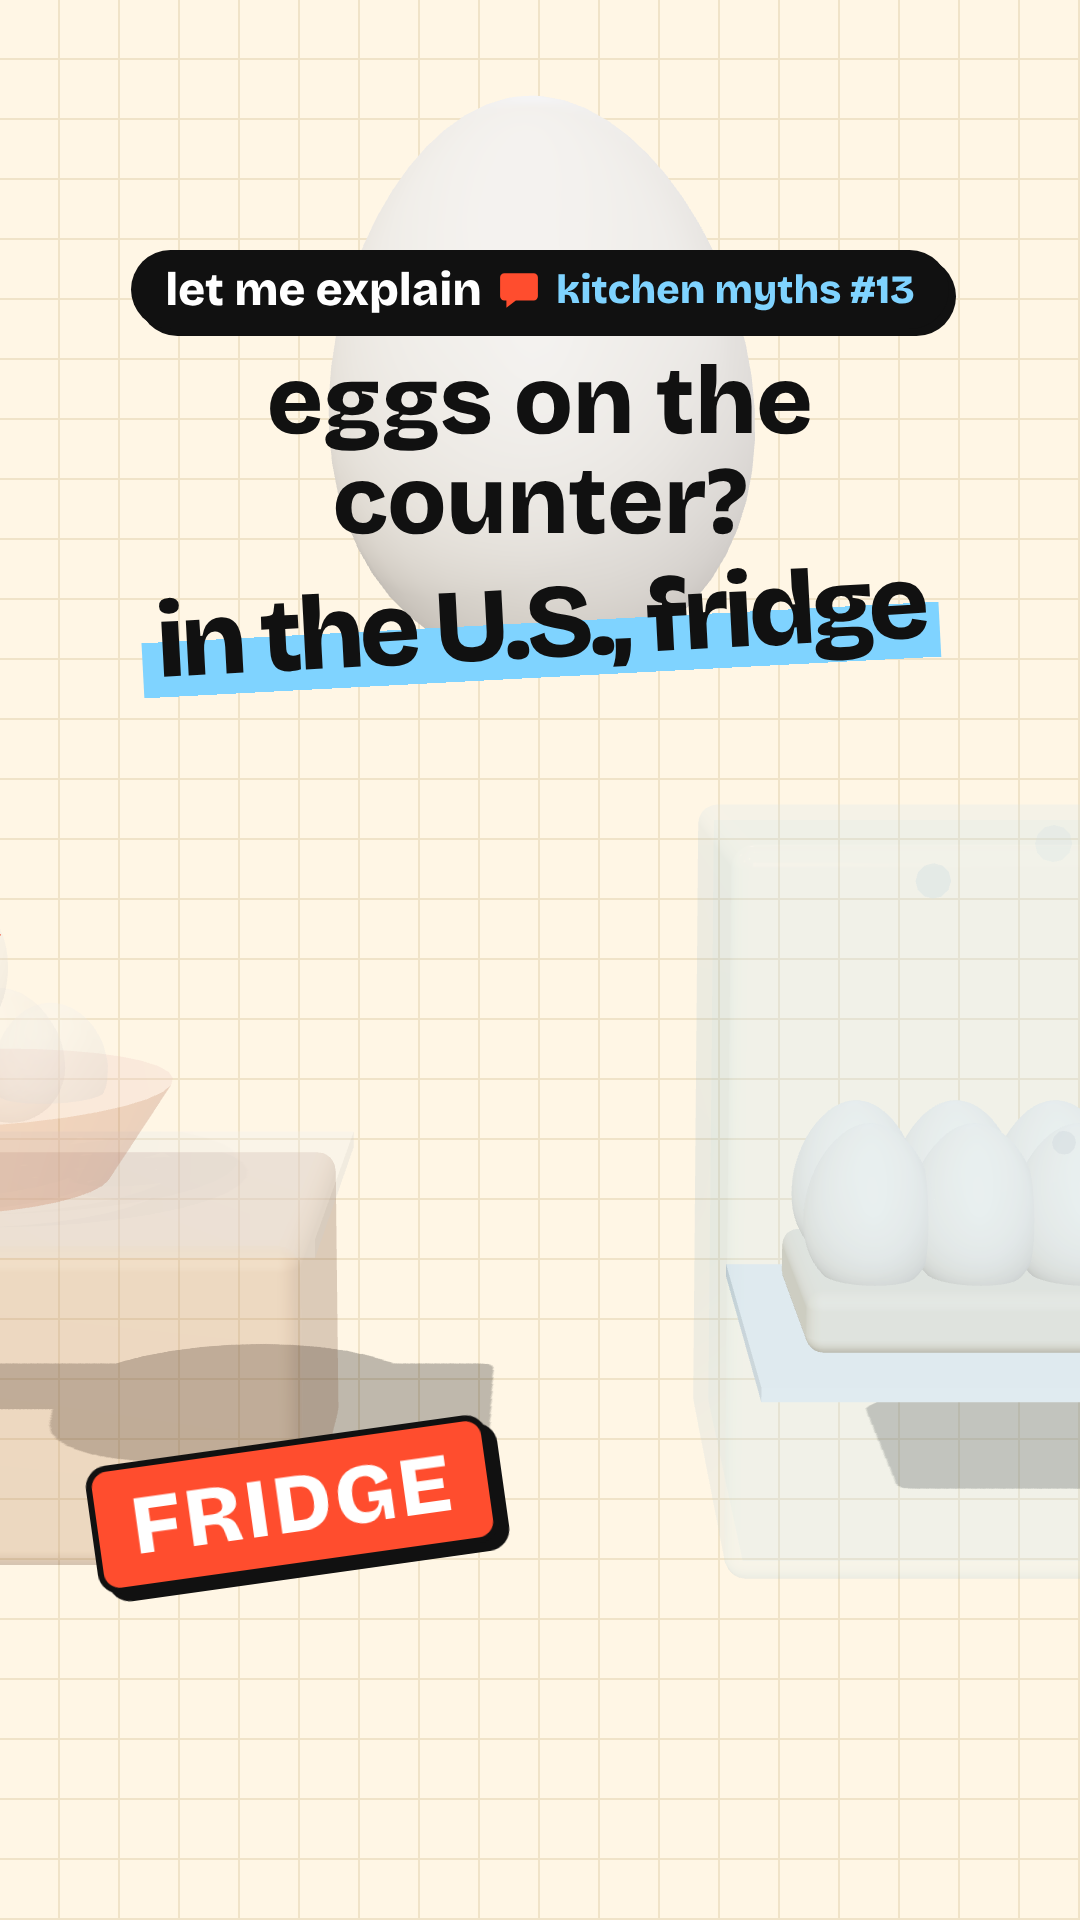 let me explain kitchen myths #13
eggs on the
counter?
in the U.S., fridge
FRIDGE